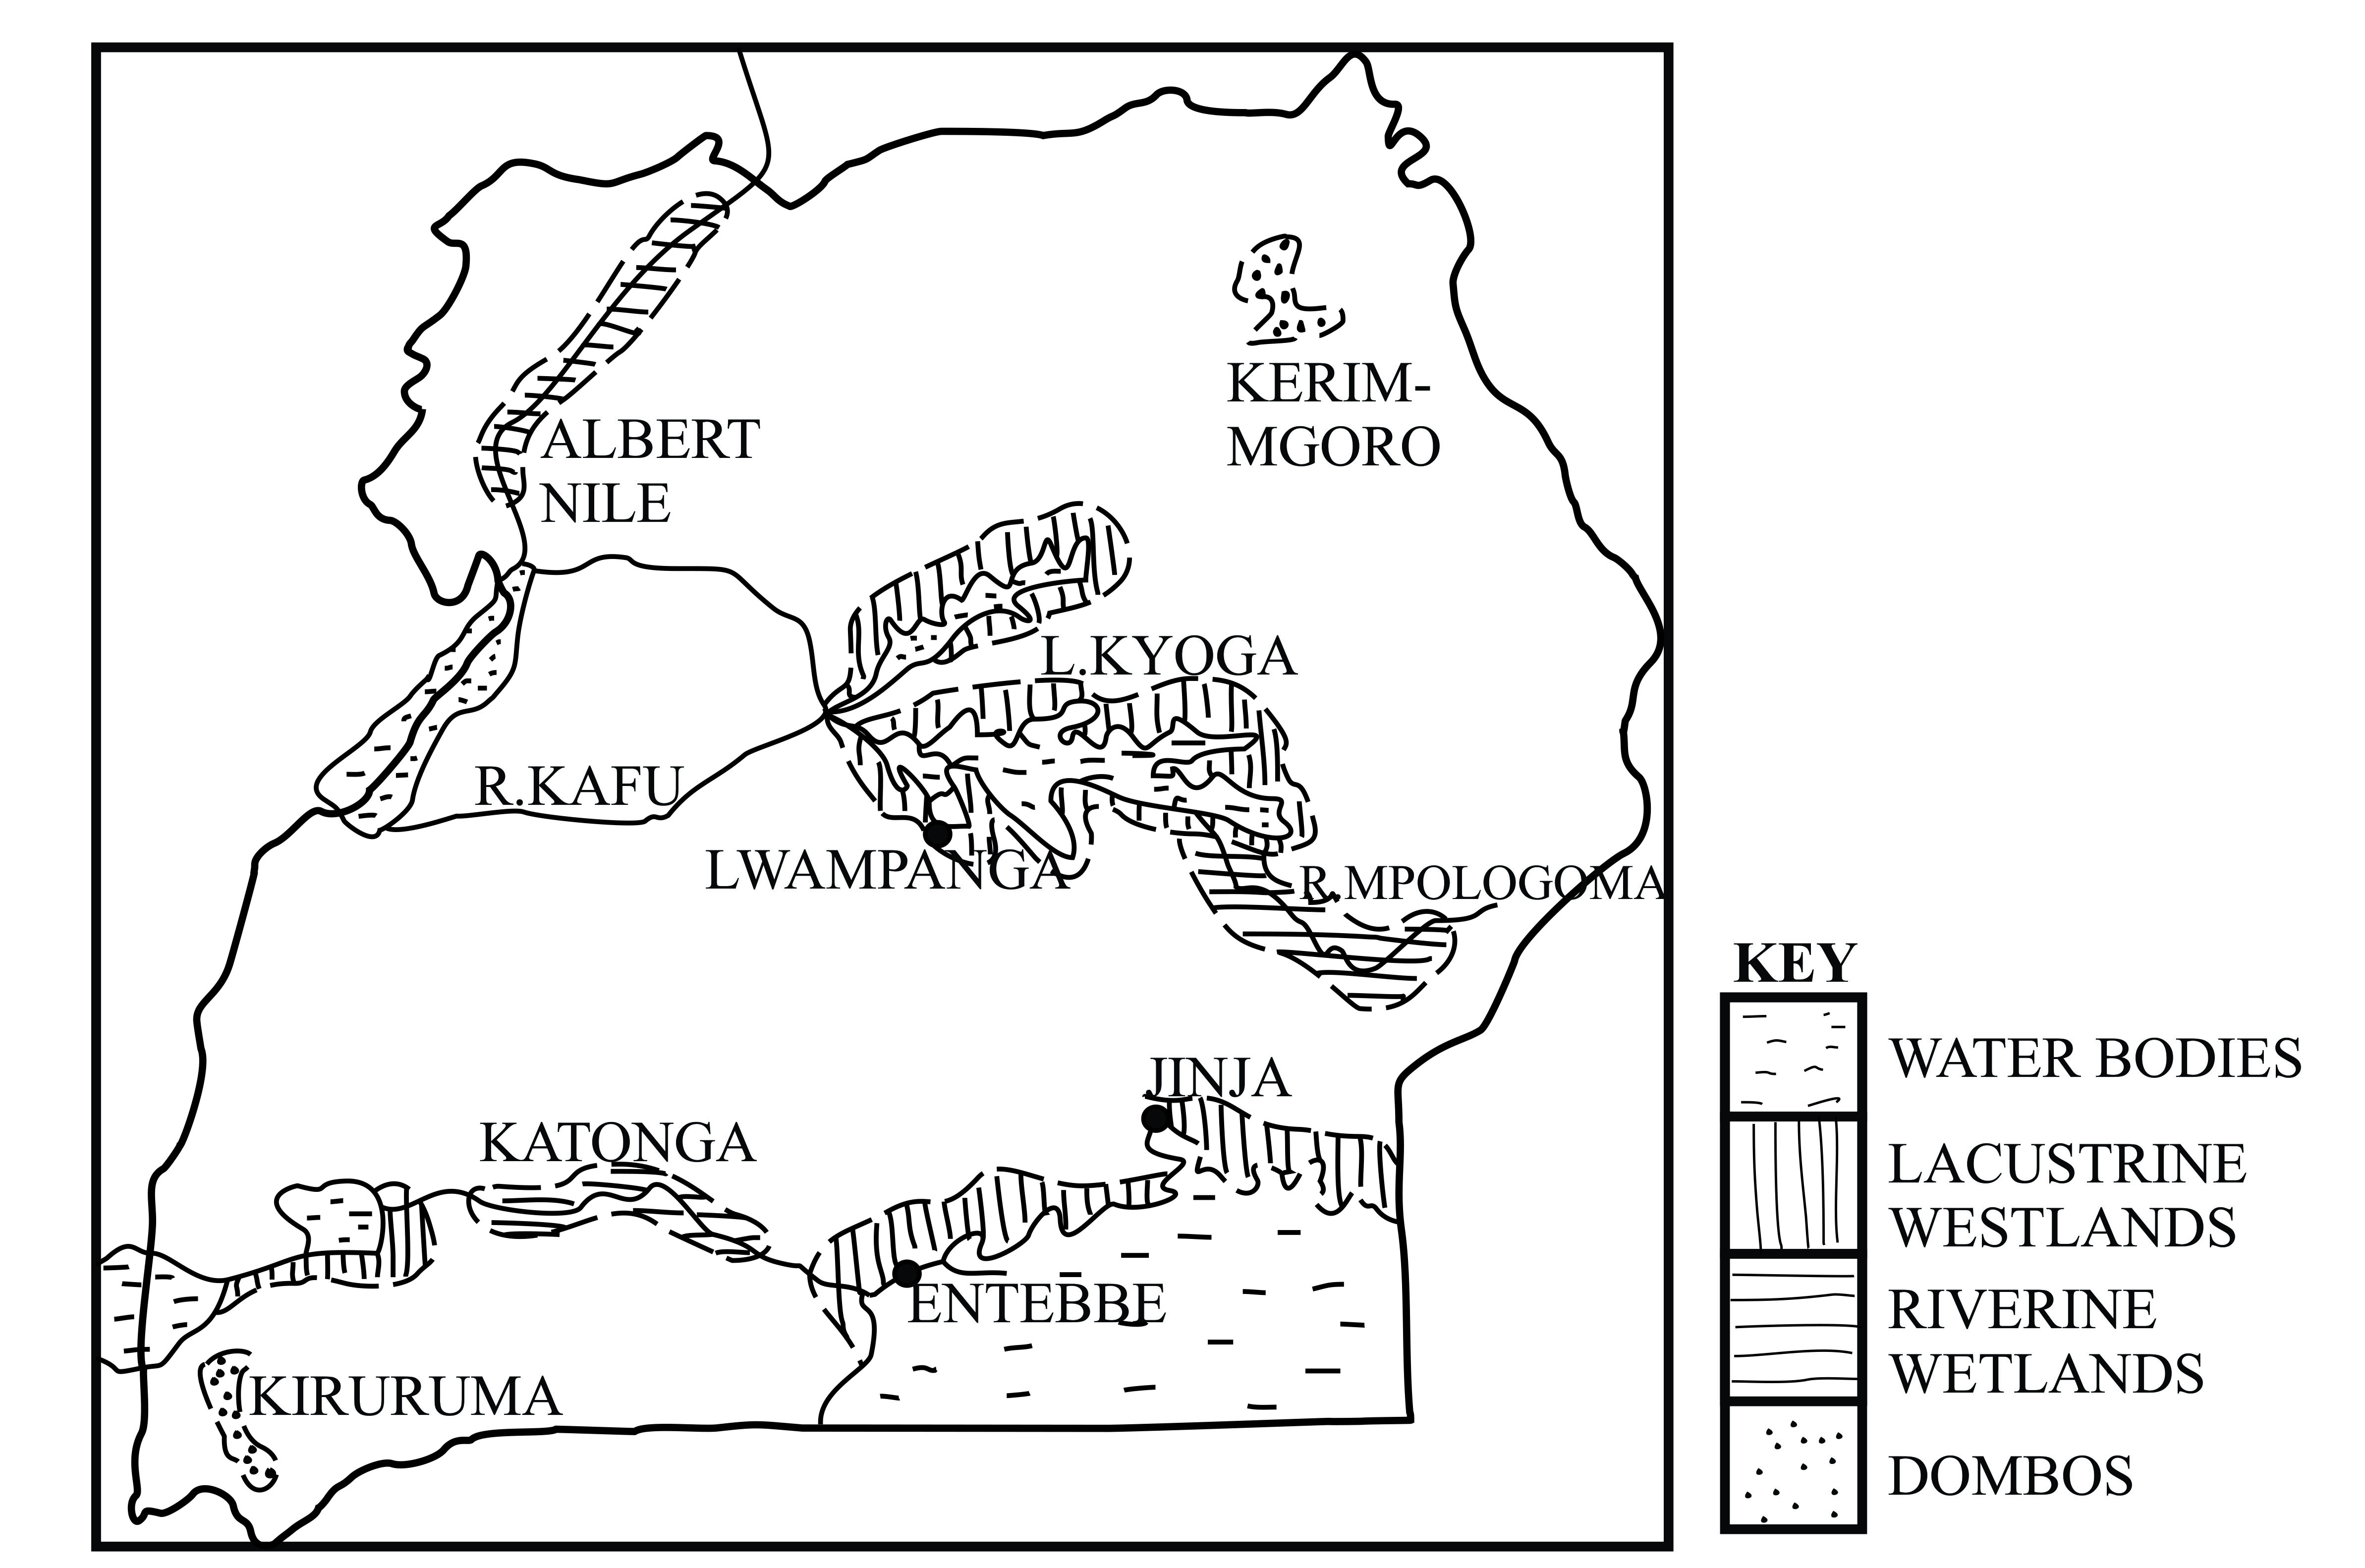 KERIM-
MGORO
ALBERT
NILE
L.KYOGA
R.KAFU
LWAMPANGA
R.MPOLOGOMA
JINJA
KATONGA
ENTEBBE
KIRURUMA
KEY
WATER BODIES
LACUSTRINE
WESTLANDS
RIVERINE
WETLANDS
DOMBOS